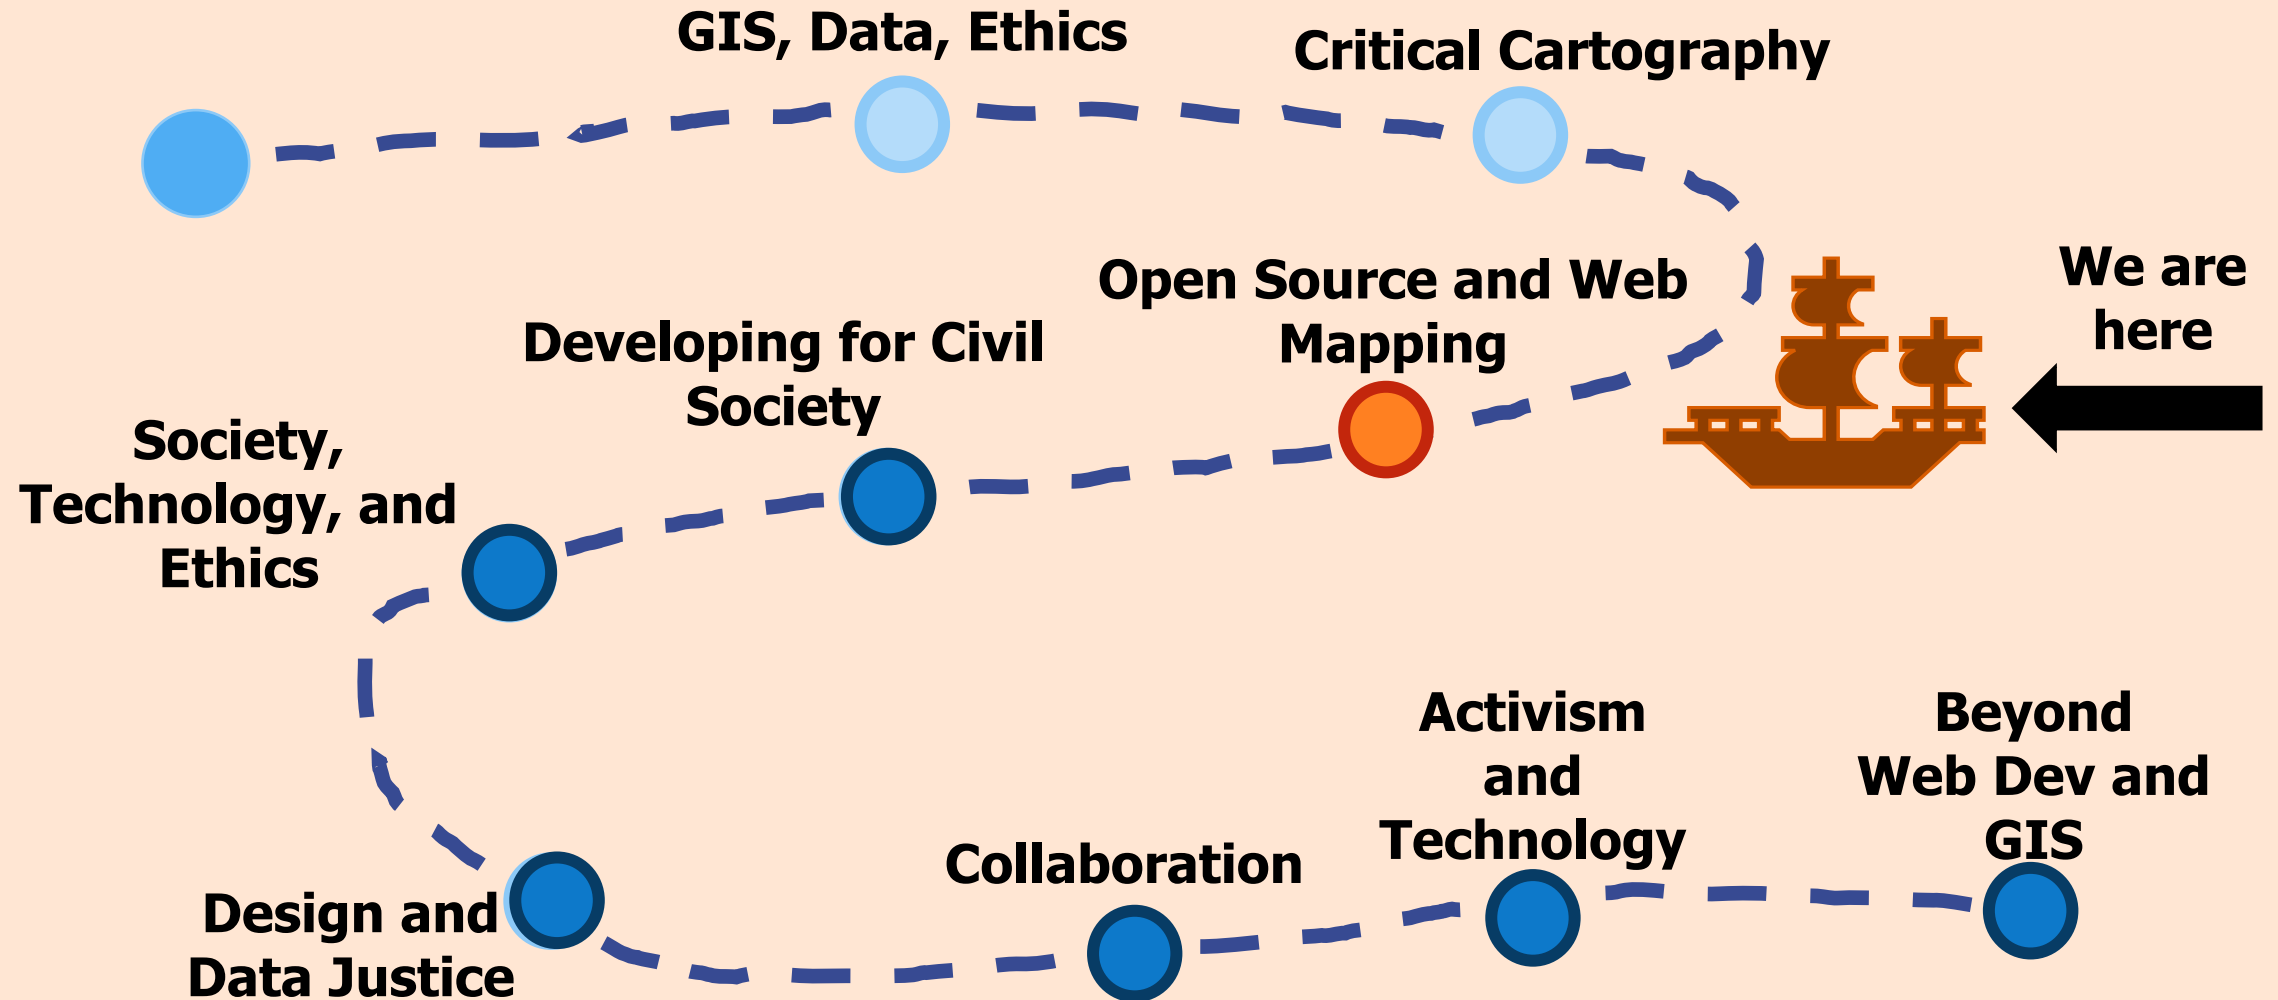 GIS, Data, Ethics
Critical Cartography
We are
here
Open Source and Web
Mapping
Developing for Civil
Society
Society,
Technology, and
Ethics
Design and
Data Justice
Collaboration
Activism
and
Technology
Beyond
Web Dev and
GIS